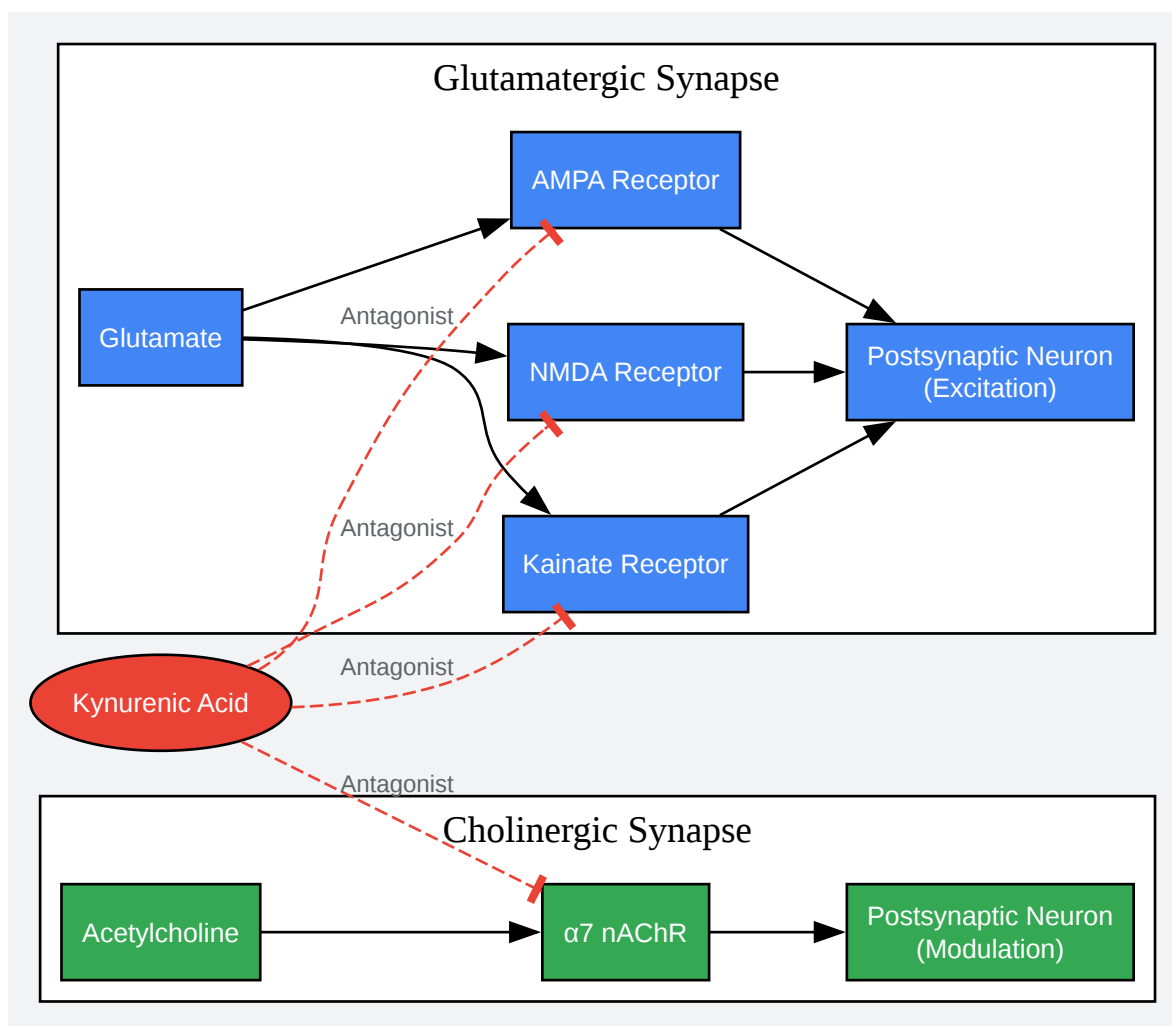 Glutamatergic Synapse
AMPA Receptor
Glutamate
Antagonist
NMDA Receptor
Postsynaptic Neuron
(Excitation)
Antagonist
Kainate Receptor
Antagonist
Kynurenic Acid
Antagonist
Cholinergic Synapse
Acetylcholine
α7 nAChR
Postsynaptic Neuron
(Modulation)